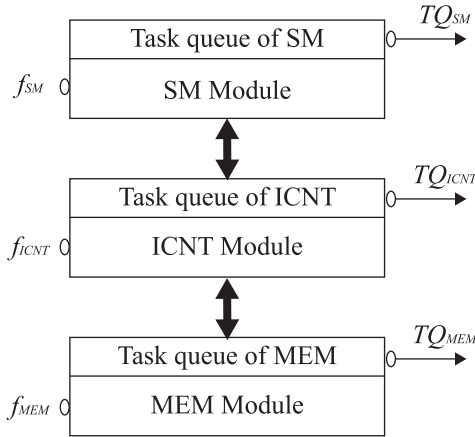 TQSM
Task queue of SM
fSM
SM Module
TQICNT
Task queue of ICNT
fICNT
ICNT Module
TQMEM
Task queue of MEM
fMEM
MEM Module